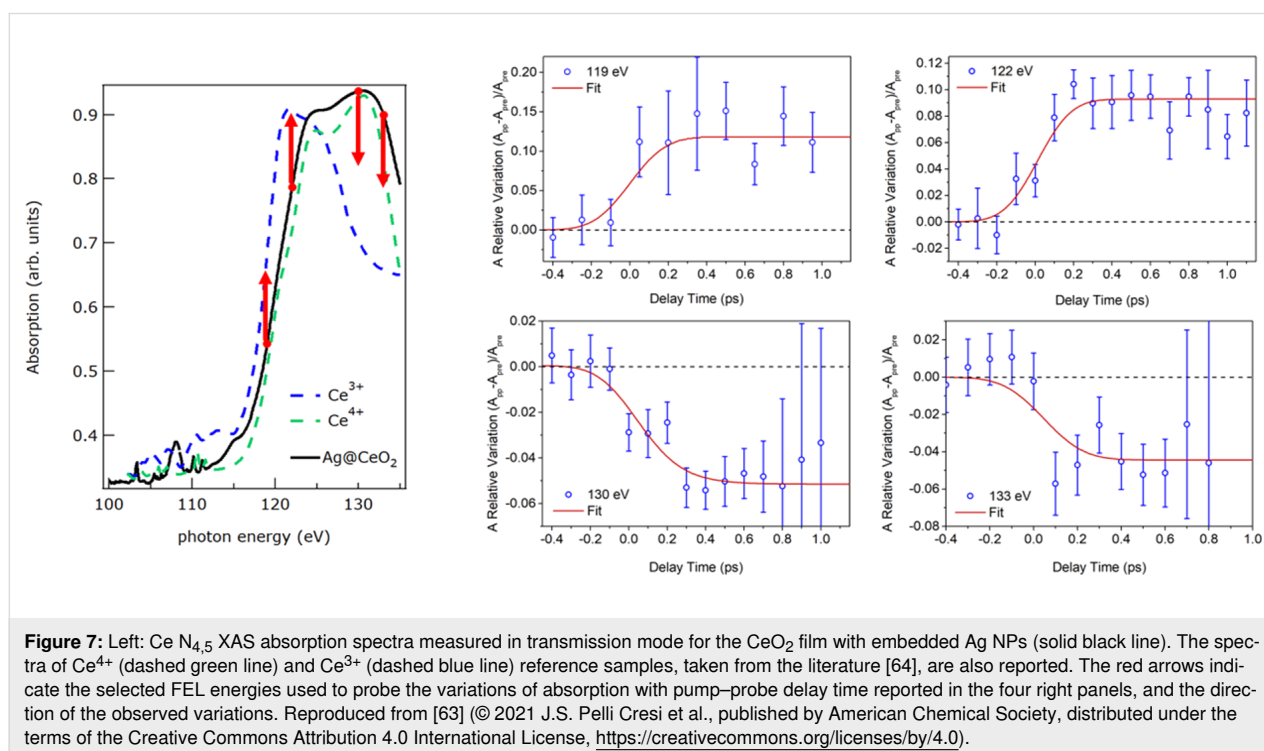 Absorption (arb. units)
0.9
0.8
0.7
0.6
0.5
0.4
Ce3+
Ce4+
Ag@CeO2
100
110
120
130
photon energy (eV)
A Relative Variation (App-Apre)/Apre
0.20
0.15
0.10
0.05
0.00
119 eV
Fit
-0.4 -0.2 0.0 0.2 0.4 0.6 0.8 1.0
Delay Time (ps)
A Relative Variation (App-Apre)/Apre
0.12
0.10
0.08
0.06
0.04
0.02
0.00
-0.02
122 eV
Fit
-0.4 -0.2 0.0 0.2 0.4 0.6 0.8 1.0
Delay Time (ps)
A Relative Variation (App-Apre)/Apre
0.02
0.00
-0.02
-0.04
-0.06
130 eV
Fit
-0.4 -0.2 0.0 0.2 0.4 0.6 0.8 1.0
Delay Time (ps)
A Relative Variation (App-Apre)/Apre
0.02
0.00
-0.02
-0.04
-0.06
-0.08
133 eV
Fit
-0.4 -0.2 0.0 0.2 0.4 0.6 0.8 1.0
Delay Time (ps)
Figure 7: Left: Ce N4,5 XAS absorption spectra measured in transmission mode for the CeO2 film with embedded Ag NPs (solid black line). The spec-
tra of Ce4+ (dashed green line) and Ce3+ (dashed blue line) reference samples, taken from the literature [64], are also reported. The red arrows indi-
cate the selected FEL energies used to probe the variations of absorption with pump–probe delay time reported in the four right panels, and the direc-
tion of the observed variations. Reproduced from [63] (© 2021 J.S. Pelli Cresi et al., published by American Chemical Society, distributed under the
terms of the Creative Commons Attribution 4.0 International License, https://creativecommons.org/licenses/by/4.0).